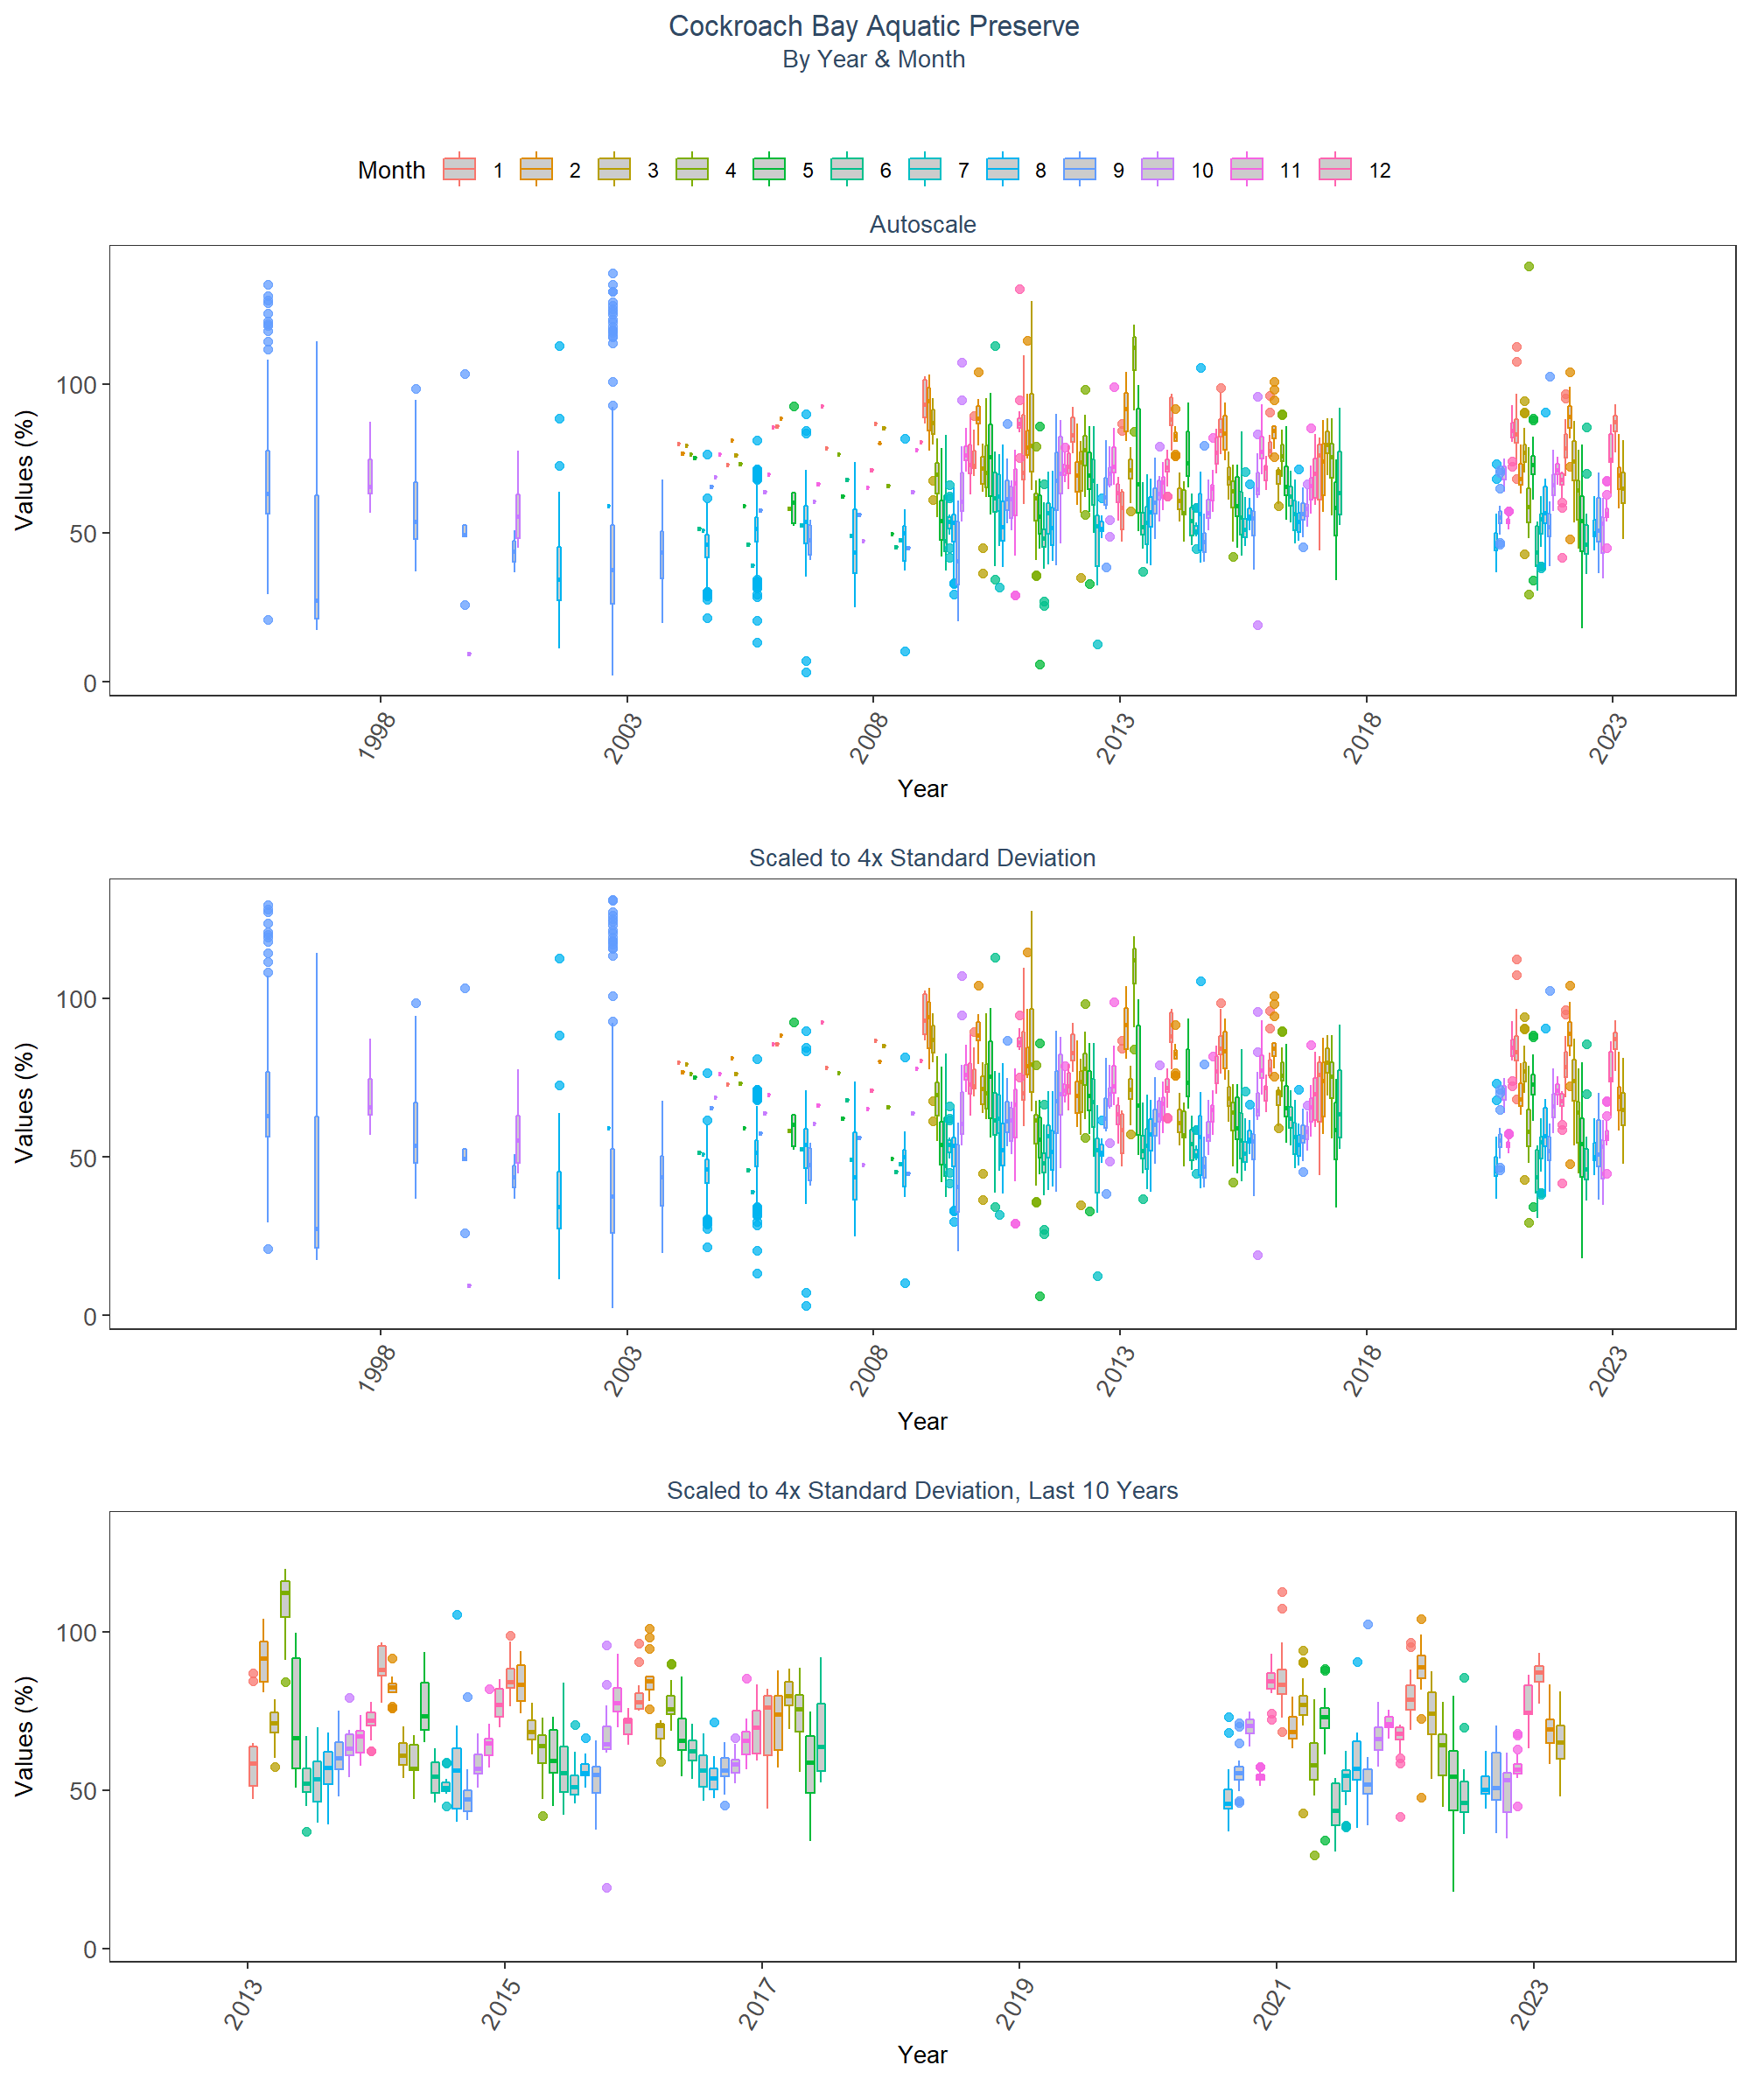 Cockroach Bay Aquatic Preserve
By Year & Month
Month 1 2 3 4 5 6 7 8 9 10 11 12
Autoscale
Values (%)
100
50
0
1998 2003 2008 2013 2018 2023
Year
Scaled to 4x Standard Deviation
Values (%)
100
50
0
1998 2003 2008 2013 2018 2023
Year
Scaled to 4x Standard Deviation, Last 10 Years
Values (%)
100
50
0
2013 2015 2017 2019 2021 2023
Year